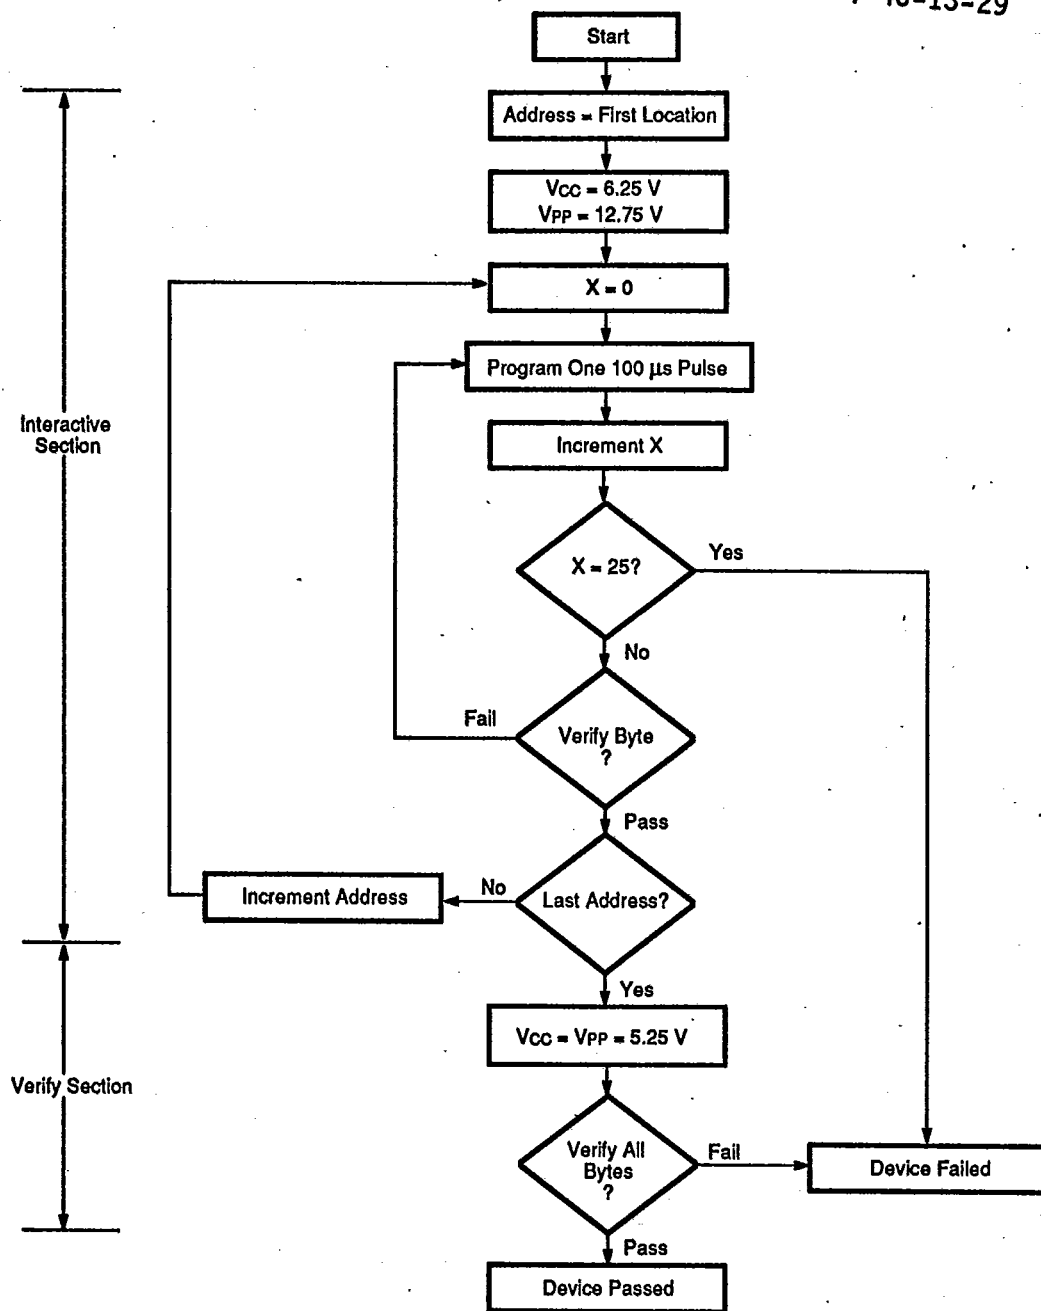 Start
Address = First Location
VCC = 6.25 V
VPP = 12.75 V
X = 0
Program One 100 µs Pulse
Interactive
Section
Increment X
X = 25?
Yes
No
Fail
Verify Byte
?
Pass
Increment Address
No
Last Address?
Yes
VCC = VPP = 5.25 V
Verify Section
Verify All
Bytes
?
Fail
Device Failed
Pass
Device Passed